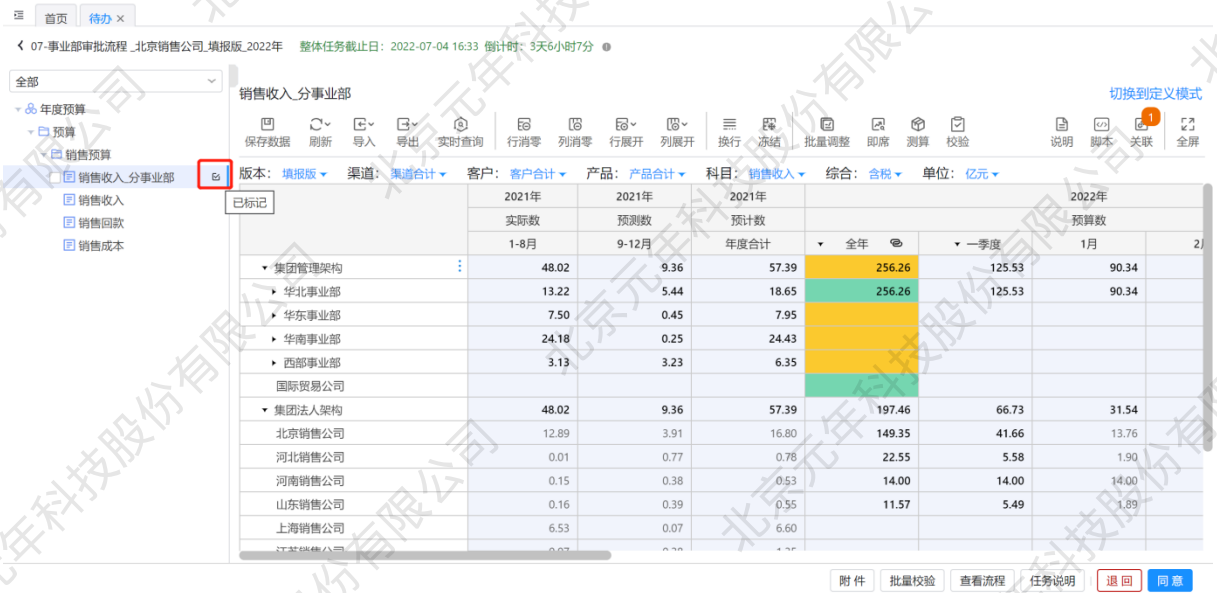 首页 待办 ×
07-事业部审批流程 _北京销售公司_填报版_2022年 整体任务截止日：2022-07-04 16:33 倒计时：3天6小时7分
全部
年度预算
预算
销售预算
销售收入_分事业部
销售收入
销售回款
销售成本
已标记
销售收入_分事业部 切换到定义模式
保存数据 刷新 导入 导出 实时查询 行消零 列消零 行展开 列展开 换行 冻结 批量调整 即席 测算 校验 说明 脚本 关联 1 全屏
版本： 填报版 渠道： 渠道合计 客户： 客户合计 产品： 产品合计 科目： 销售收入 综合： 含税 单位： 亿元
2021年 2021年 2021年 2022年
实际数 预测数 预计数 预算数
1-8月 9-12月 年度合计 全年 一季度 1月
集团管理架构 48.02 9.36 57.39 256.26 125.53 90.34
华北事业部 13.22 5.44 18.65 256.26 125.53 90.34
华东事业部 7.50 0.45 7.95
华南事业部 24.18 0.25 24.43
西部事业部 3.13 3.23 6.35
国际贸易公司
集团法人架构 48.02 9.36 57.39 197.46 66.73 31.54
北京销售公司 12.89 3.91 16.80 149.35 41.66 13.76
河北销售公司 0.01 0.77 0.78 22.55 5.58 1.90
河南销售公司 0.15 0.38 0.53 14.00 14.00 14.00
山东销售公司 0.16 0.39 0.55 11.57 5.49 1.89
上海销售公司 6.53 0.07 6.60
附件 批量校验 查看流程 任务说明 退回 同意